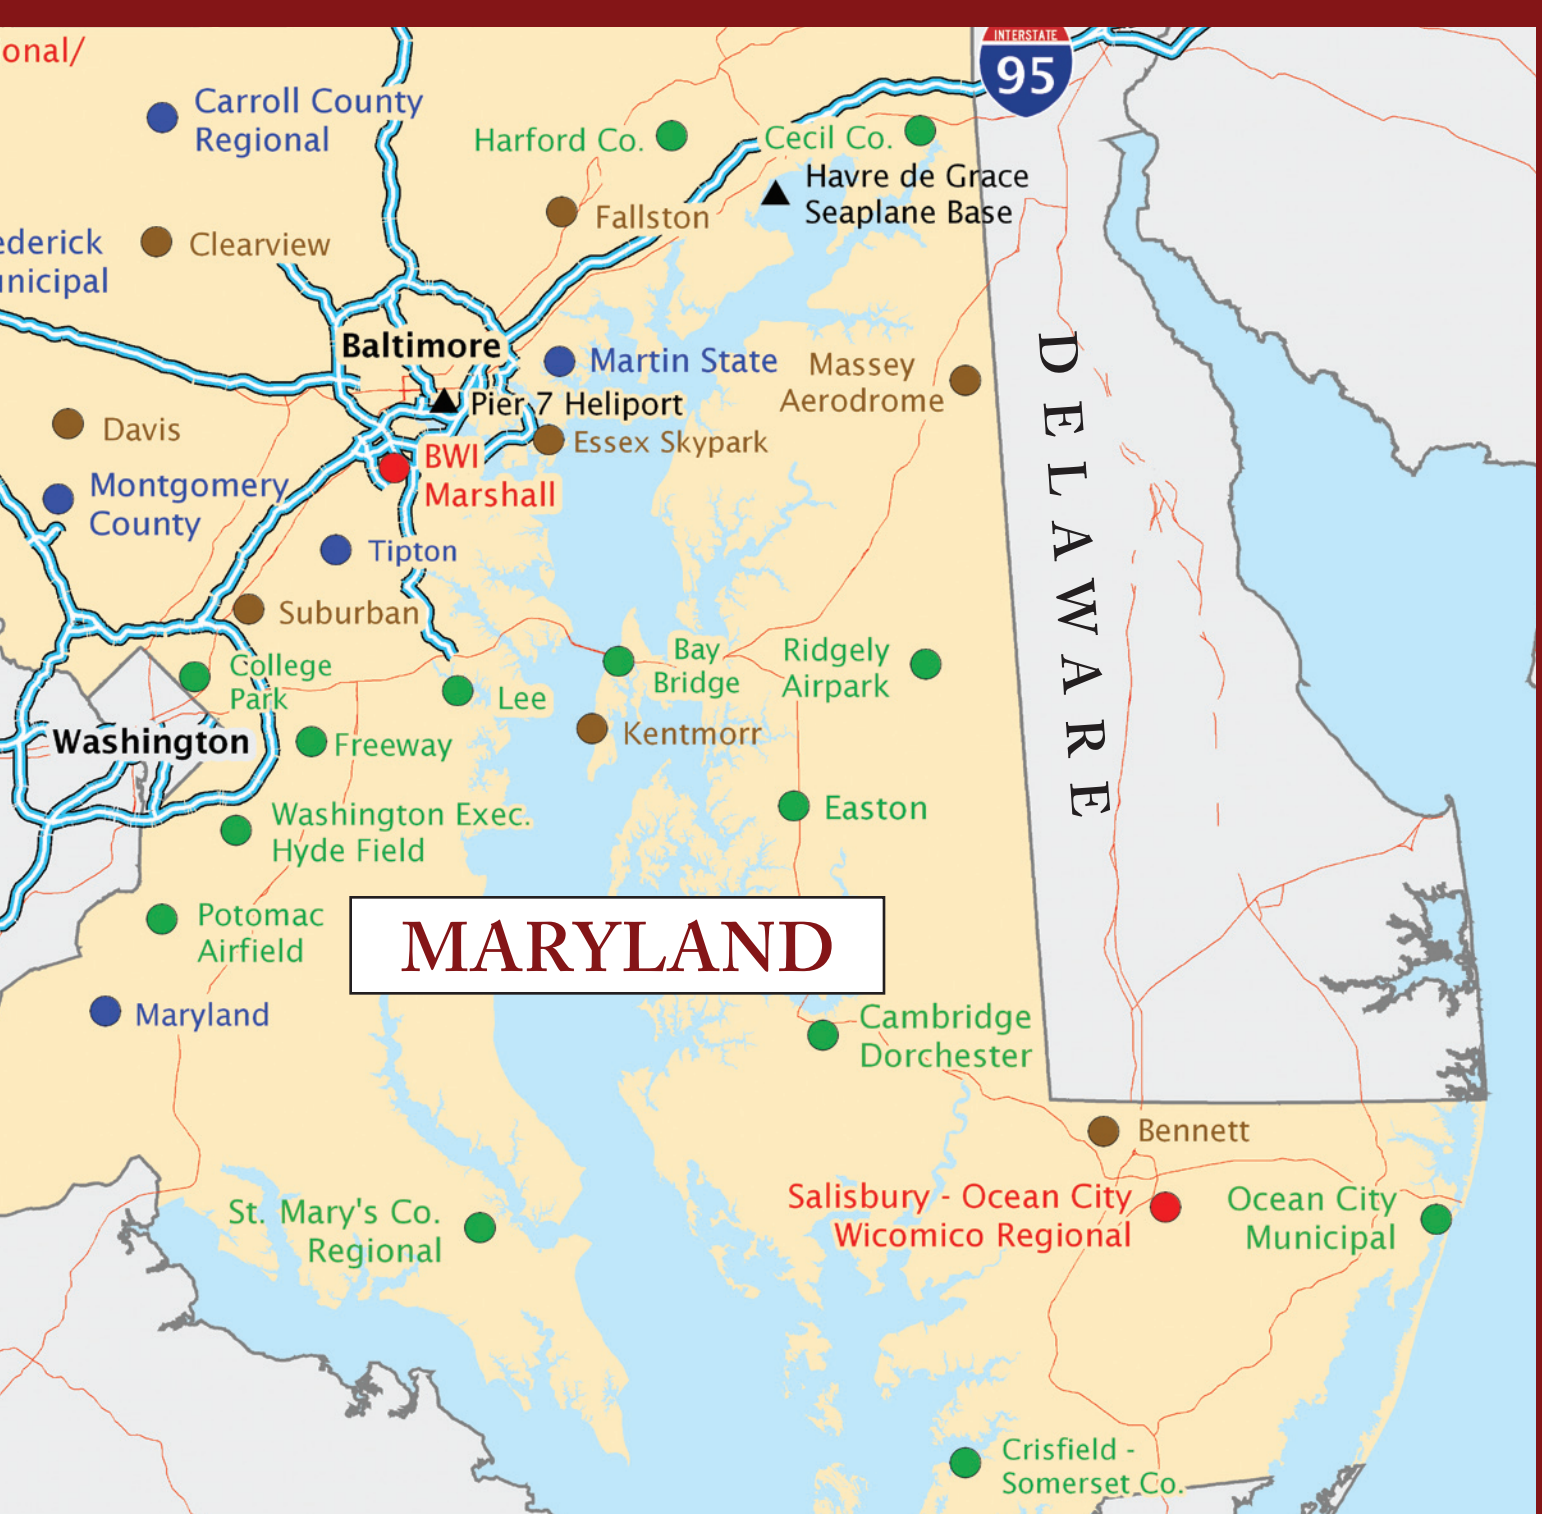 onal/
INTERSTATE
95
Carroll County
Regional
Harford Co.
Cecil Co.
Havre de Grace
Seaplane Base
Fallston
Clearview
ederick
unicipal
Baltimore
Martin State
Massey
Aerodrome
Pier 7 Heliport
Davis
Essex Skypark
BWI
Marshall
Montgomery
County
Tipton
DELAWARE
Suburban
College
Park
Lee
Bay
Bridge
Ridgely
Airpark
Kentmorr
Washington
Freeway
Easton
Washington Exec.
Hyde Field
Potomac
Airfield
MARYLAND
Maryland
Cambridge
Dorchester
Bennett
Salisbury - Ocean City
Wicomico Regional
Ocean City
Municipal
St. Mary's Co.
Regional
Crisfield -
Somerset Co.